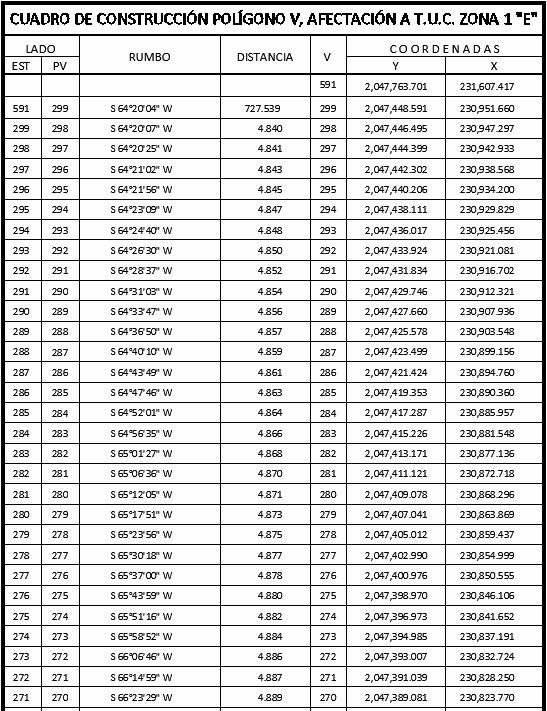 CUADRO DE CONSTRUCCIÓN POLÍGONO V, AFECTACIÓN A T.U.C. ZONA 1 "E"
LADO RUMBO DISTANCIA V COORDENADAS
EST PV Y X
591 2,047,763.701 231,607.417
591 299 S 64°20'04" W 727.539 299 2,047,448.591 230,951.660
299 298 S 64°20'07" W 4.840 298 2,047,446.495 230,947.297
298 297 S 64°20'25" W 4.841 297 2,047,444.399 230,942.933
297 296 S 64°21'02" W 4.843 296 2,047,442.302 230,938.568
296 295 S 64°21'56" W 4.845 295 2,047,440.206 230,934.200
295 294 S 64°23'09" W 4.847 294 2,047,438.111 230,929.829
294 293 S 64°24'40" W 4.848 293 2,047,436.017 230,925.456
293 292 S 64°26'30" W 4.850 292 2,047,433.924 230,921.081
292 291 S 64°28'37" W 4.852 291 2,047,431.834 230,916.702
291 290 S 64°31'03" W 4.854 290 2,047,429.746 230,912.321
290 289 S 64°33'47" W 4.856 289 2,047,427.660 230,907.936
289 288 S 64°36'50" W 4.857 288 2,047,425.578 230,903.548
288 287 S 64°40'10" W 4.859 287 2,047,423.499 230,899.156
287 286 S 64°43'49" W 4.861 286 2,047,421.424 230,894.760
286 285 S 64°47'46" W 4.863 285 2,047,419.353 230,890.360
285 284 S 64°52'01" W 4.864 284 2,047,417.287 230,885.957
284 283 S 64°56'35" W 4.866 283 2,047,415.226 230,881.548
283 282 S 65°01'27" W 4.868 282 2,047,413.171 230,877.136
282 281 S 65°06'36" W 4.870 281 2,047,411.121 230,872.718
281 280 S 65°12'05" W 4.871 280 2,047,409.078 230,868.296
280 279 S 65°17'51" W 4.873 279 2,047,407.041 230,863.869
279 278 S 65°23'56" W 4.875 278 2,047,405.012 230,859.437
278 277 S 65°30'18" W 4.877 277 2,047,402.990 230,854.999
277 276 S 65°37'00" W 4.878 276 2,047,400.976 230,850.555
276 275 S 65°43'59" W 4.880 275 2,047,398.970 230,846.106
275 274 S 65°51'16" W 4.882 274 2,047,396.973 230,841.652
274 273 S 65°58'52" W 4.884 273 2,047,394.985 230,837.191
273 272 S 66°06'46" W 4.886 272 2,047,393.007 230,832.724
272 271 S 66°14'59" W 4.887 271 2,047,391.039 230,828.250
271 270 S 66°23'29" W 4.889 270 2,047,389.081 230,823.770